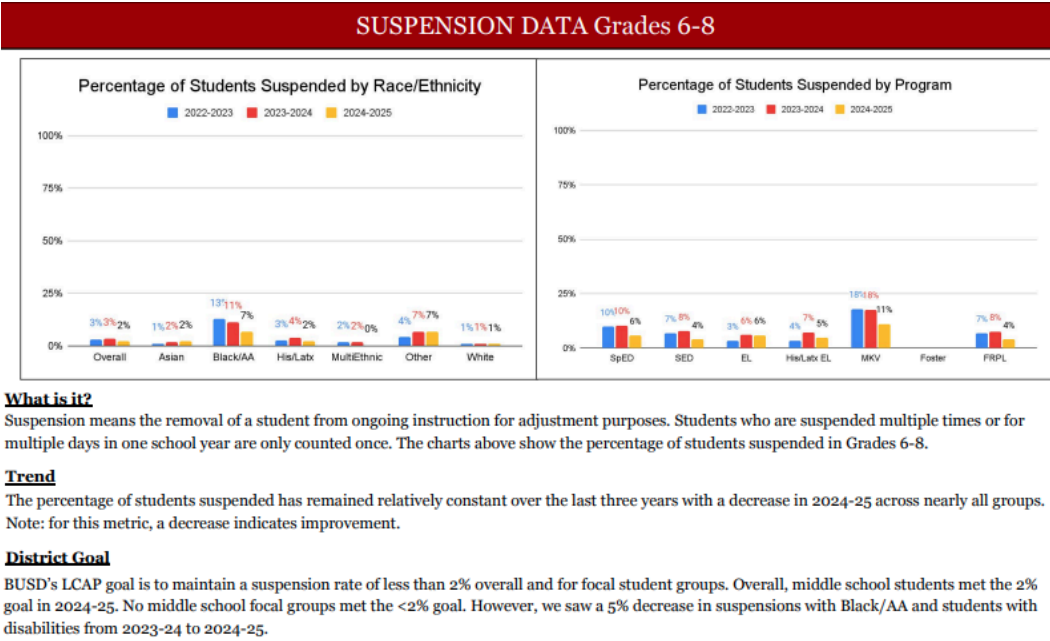 SUSPENSION DATA Grades 6-8
Percentage of Students Suspended by Race/Ethnicity
2022-2023 2023-2024 2024-2025
100%
75%
50%
25%
0%
3% 3% 2%
1% 2% 2%
13% 11% 7%
3% 4% 2%
2% 2% 0%
4% 7% 7%
1% 1% 1%
Overall Asian Black/AA His/Latx MultiEthnic Other White
Percentage of Students Suspended by Program
2022-2023 2023-2024 2024-2025
100%
75%
50%
25%
0%
10% 10% 6%
7% 8% 4%
3% 6% 6%
4% 7% 5%
18% 18% 11%
7% 8% 4%
SpED SED EL His/Latx EL MKV Foster FRPL
What is it?
Suspension means the removal of a student from ongoing instruction for adjustment purposes. Students who are suspended multiple times or for
multiple days in one school year are only counted once. The charts above show the percentage of students suspended in Grades 6-8.
Trend
The percentage of students suspended has remained relatively constant over the last three years with a decrease in 2024-25 across nearly all groups.
Note: for this metric, a decrease indicates improvement.
District Goal
BUSD's LCAP goal is to maintain a suspension rate of less than 2% overall and for focal student groups. Overall, middle school students met the 2%
goal in 2024-25. No middle school focal groups met the <2% goal. However, we saw a 5% decrease in suspensions with Black/AA and students with
disabilities from 2023-24 to 2024-25.